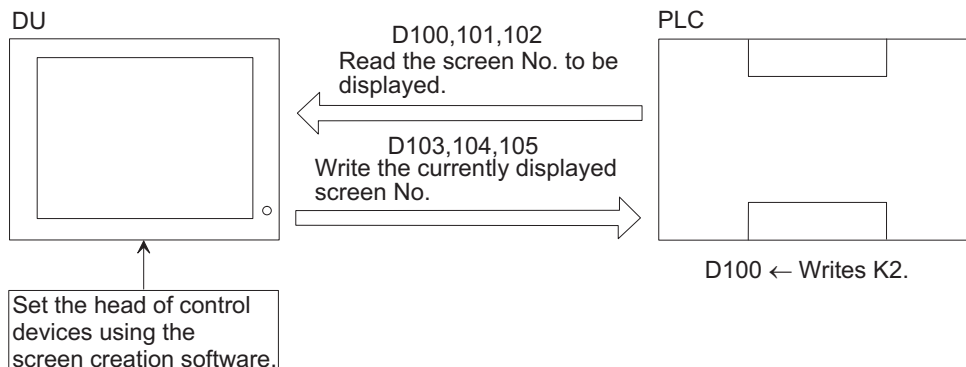 DU
PLC
D100,101,102
Read the screen No. to be
displayed.
D103,104,105
Write the currently displayed
screen No.
D100 ← Writes K2.
Set the head of control
devices using the
screen creation software.